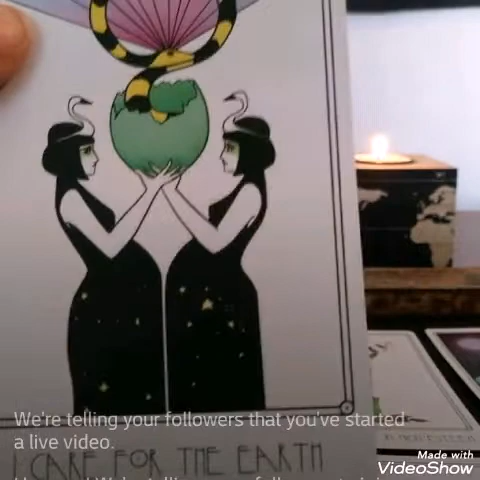 We're telling your followers that you've started
a live video.
I CARE FOR THE EARTH
Made with
VideoShow